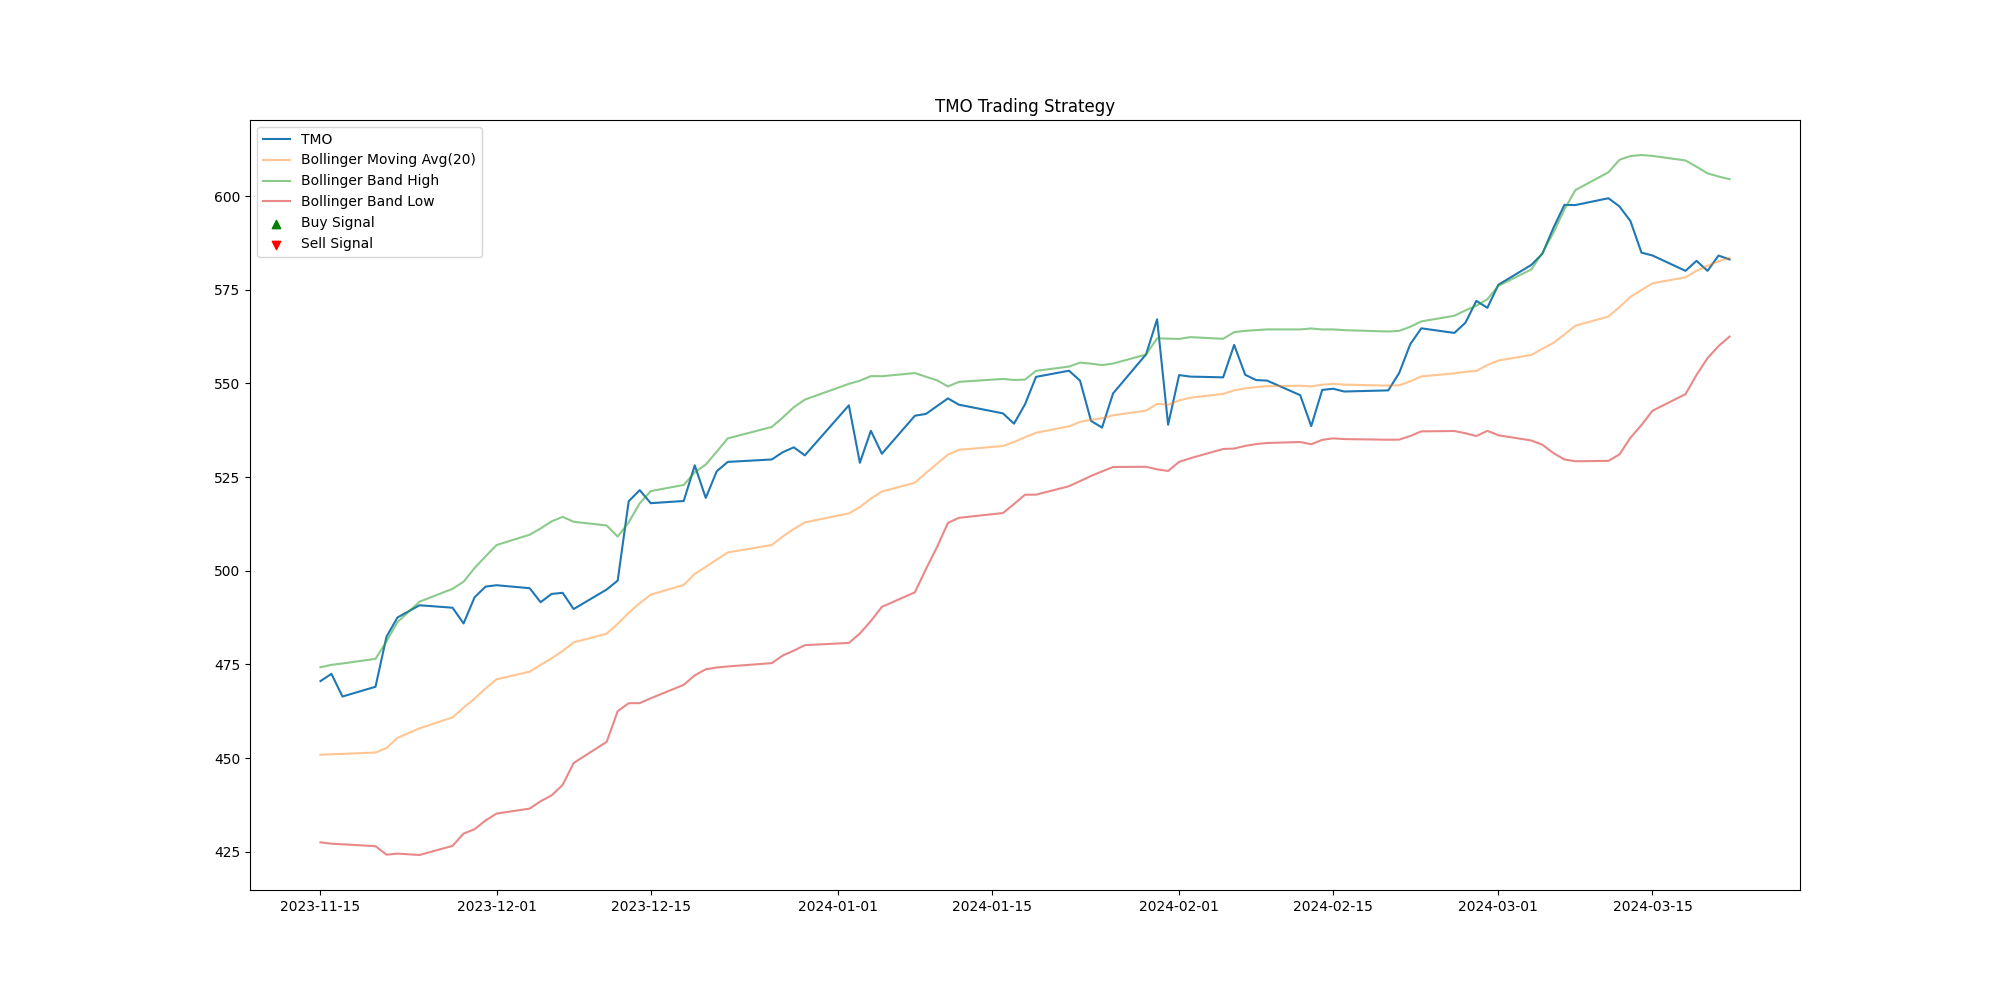 TMO Trading Strategy
TMO
Bollinger Moving Avg(20)
Bollinger Band High
Bollinger Band Low
Buy Signal
Sell Signal
600
575
550
525
500
475
450
425
2023-11-15 2023-12-01 2023-12-15 2024-01-01 2024-01-15 2024-02-01 2024-02-15 2024-03-01 2024-03-15